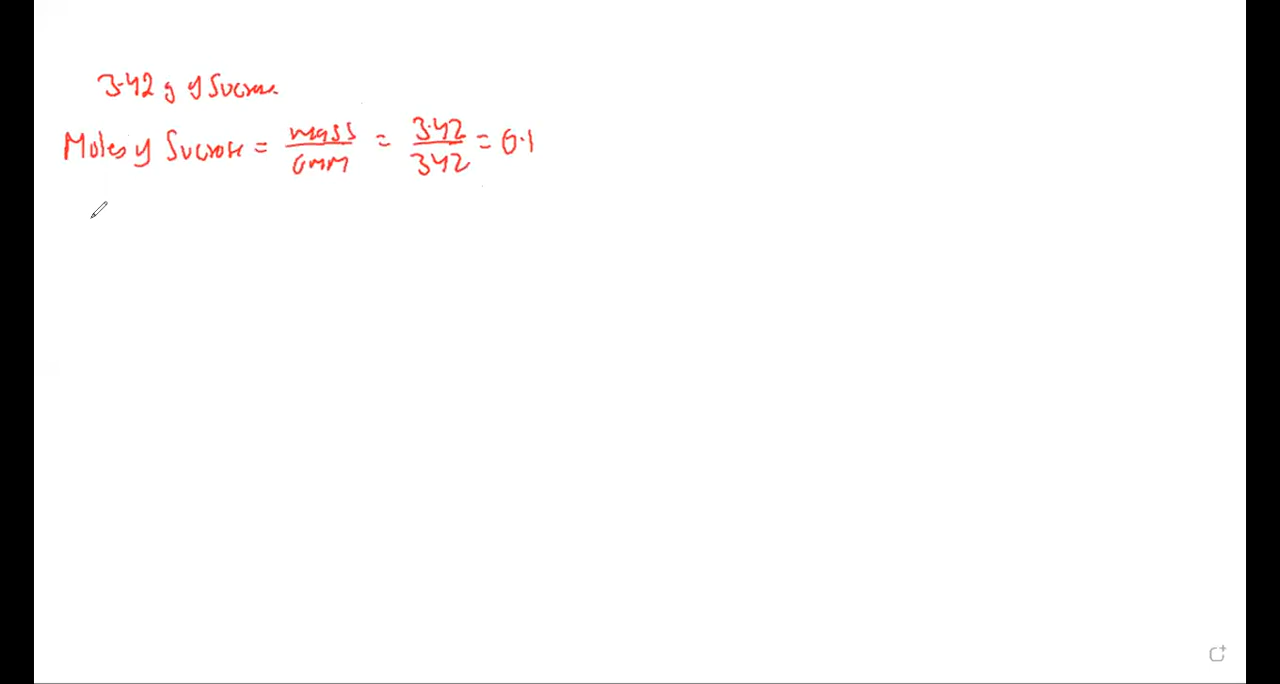 3.42 g of Sucrose.
Moles of Sucrose = mass / GMM = 3.42 / 342 = 0.1